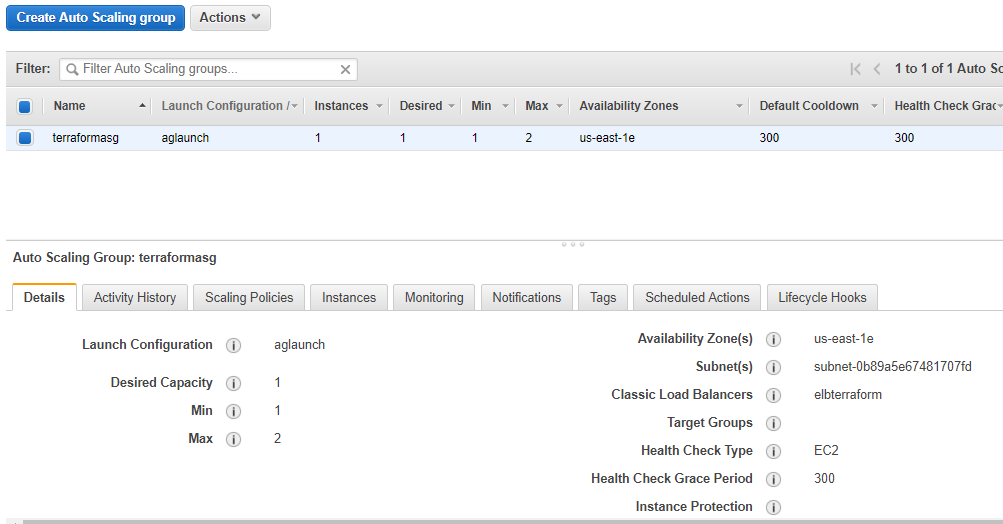 Create Auto Scaling group Actions
Filter: Filter Auto Scaling groups... 1 to 1 of 1 Auto Sc
Name Launch Configuration / Instances Desired Min Max Availability Zones Default Cooldown Health Check Grac
terraformasg aglaunch 1 1 1 2 us-east-1e 300 300
Auto Scaling Group: terraformasg
Details Activity History Scaling Policies Instances Monitoring Notifications Tags Scheduled Actions Lifecycle Hooks
Launch Configuration aglaunch
Desired Capacity 1
Min 1
Max 2
Availability Zone(s) us-east-1e
Subnet(s) subnet-0b89a5e67481707fd
Classic Load Balancers elbterraform
Target Groups
Health Check Type EC2
Health Check Grace Period 300
Instance Protection